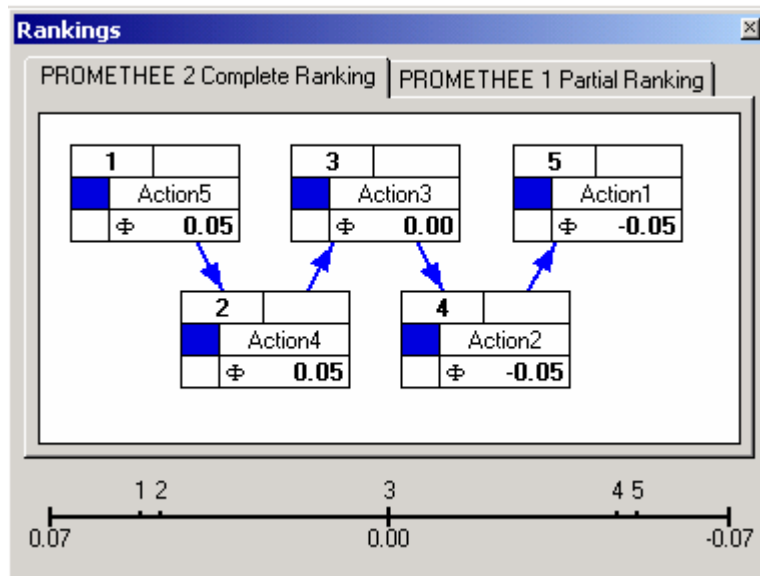 Rankings
PROMETHEE 2 Complete Ranking PROMETHEE 1 Partial Ranking
1 3 5
Action5 Action3 Action1
Φ 0.05 Φ 0.00 Φ -0.05
2 4
Action4 Action2
Φ 0.05 Φ -0.05
1 2 3 4 5
0.07 0.00 -0.07